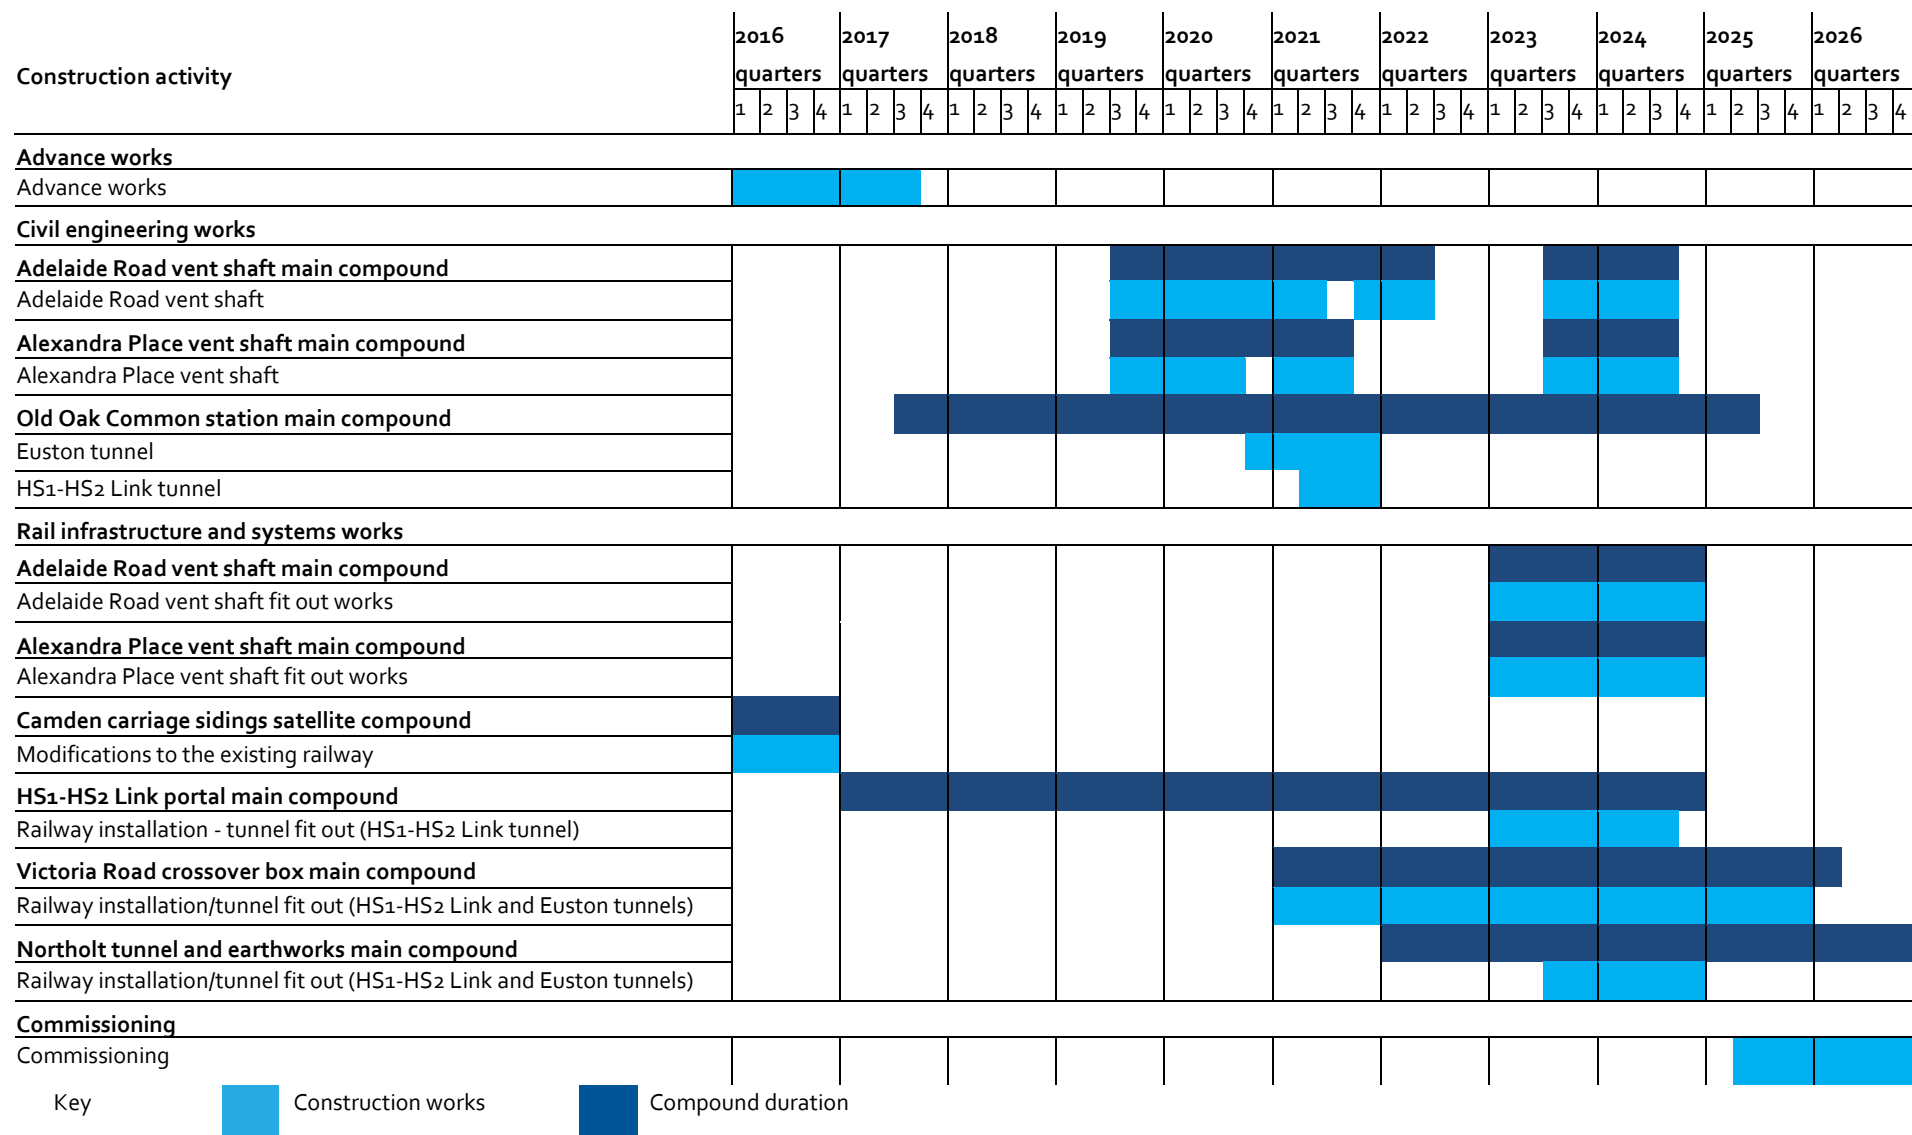 2016 2017 2018 2019 2020 2021 2022 2023 2024 2025 2026
Construction activity quarters quarters quarters quarters quarters quarters quarters quarters quarters quarters quarters
1 2 3 4 1 2 3 4 1 2 3 4 1 2 3 4 1 2 3 4 1 2 3 4 1 2 3 4 1 2 3 4 1 2 3 4 1 2 3 4 1 2 3 4
Advance works
Advance works
Civil engineering works
Adelaide Road vent shaft main compound
Adelaide Road vent shaft
Alexandra Place vent shaft main compound
Alexandra Place vent shaft
Old Oak Common station main compound
Euston tunnel
HS1-HS2 Link tunnel
Rail infrastructure and systems works
Adelaide Road vent shaft main compound
Adelaide Road vent shaft fit out works
Alexandra Place vent shaft main compound
Alexandra Place vent shaft fit out works
Camden carriage sidings satellite compound
Modifications to the existing railway
HS1-HS2 Link portal main compound
Railway installation - tunnel fit out (HS1-HS2 Link tunnel)
Victoria Road crossover box main compound
Railway installation/tunnel fit out (HS1-HS2 Link and Euston tunnels)
Northolt tunnel and earthworks main compound
Railway installation/tunnel fit out (HS1-HS2 Link and Euston tunnels)
Commissioning
Commissioning
Key Construction works Compound duration